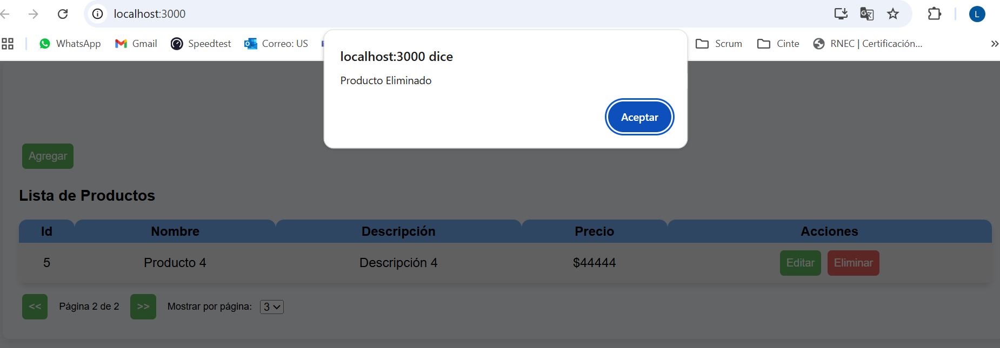 localhost:3000
L
WhatsApp Gmail Speedtest Correo: US Scrum Cinte RNEC | Certificación...
localhost:3000 dice
Producto Eliminado
Aceptar
Agregar
Lista de Productos
Id Nombre Descripción Precio Acciones
5 Producto 4 Descripción 4 $44444 Editar Eliminar
<< Página 2 de 2 >> Mostrar por página: 3